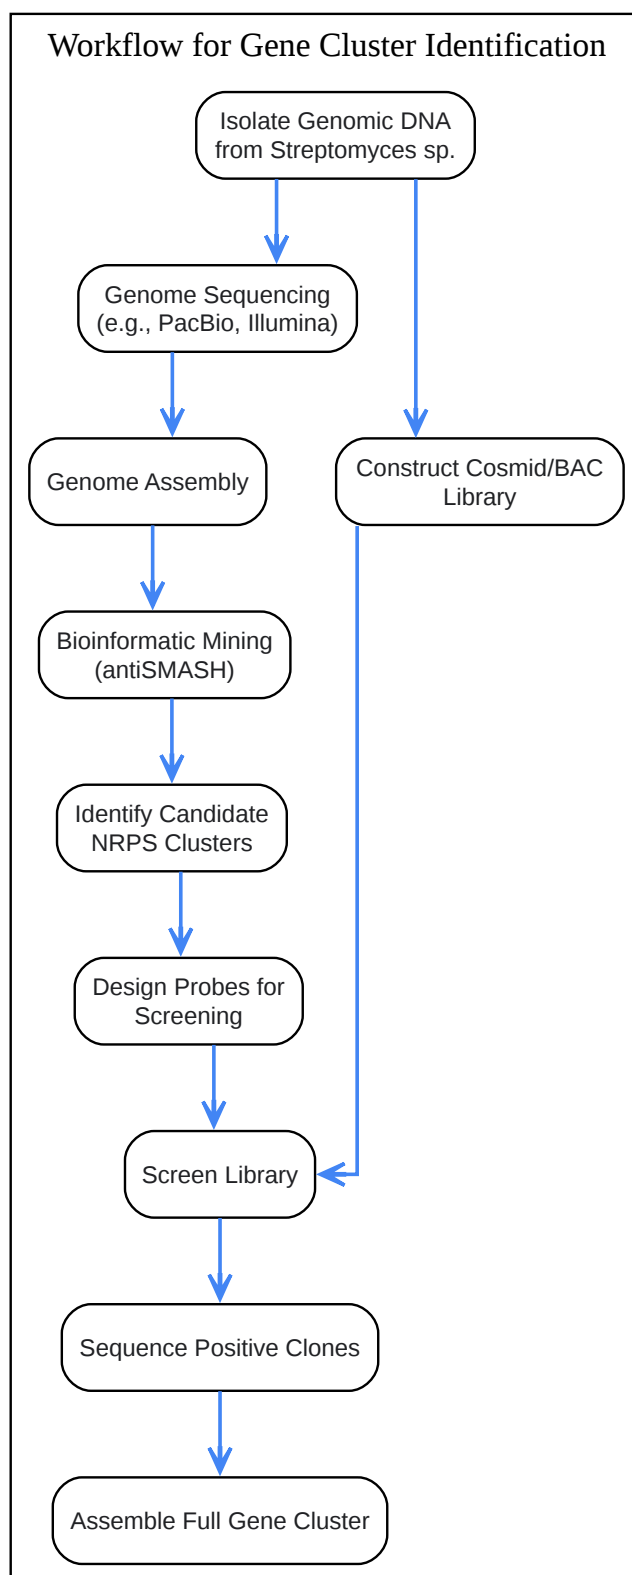 Workflow for Gene Cluster Identification
Isolate Genomic DNA
from Streptomyces sp.
Genome Sequencing
(e.g., PacBio, Illumina)
Genome Assembly
Construct Cosmid/BAC
Library
Bioinformatic Mining
(antiSMASH)
Identify Candidate
NRPS Clusters
Design Probes for
Screening
Screen Library
Sequence Positive Clones
Assemble Full Gene Cluster